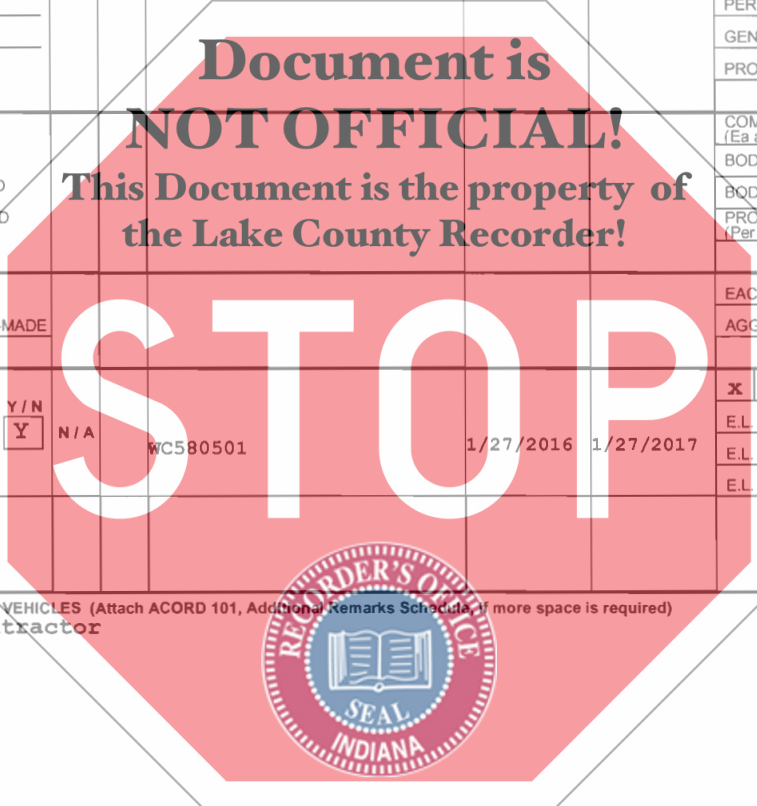 PER
GEN
PRO
Document is
NOT OFFICIAL!
This Document is the property of
the Lake County Recorder!
COM
(Ea a
BOD
BOD
PRO
(Per
D
D
EAC
AGG
-MADE
STOP
Y / N
Y
N / A
WC580501
1/27/2016
1/27/2017
X
E.L.
E.L.
E.L.
VEHICLES (Attach ACORD 101, Additional Remarks Schedule, if more space is required)
tractor
RECORDER'S OFFICE
SEAL
INDIANA